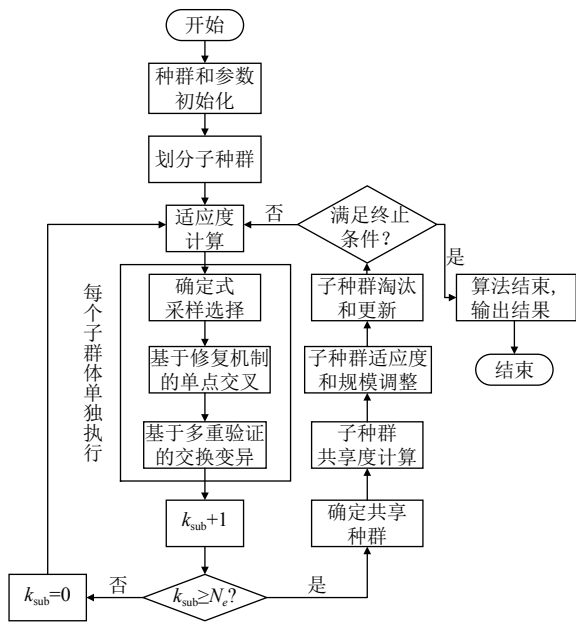 开始
种群和参数
初始化
划分子种群
适应度
计算
否
满足终止
条件？
是
每个子群体单独执行
确定式
采样选择
子种群淘汰
和更新
算法结束,
输出结果
基于修复机制
的单点交叉
子种群适应度
和规模调整
结束
基于多重验证
的交换变异
子种群
共享度计算
k_sub+1
确定共享
种群
k_sub=0
否
k_sub≥N_e?
是